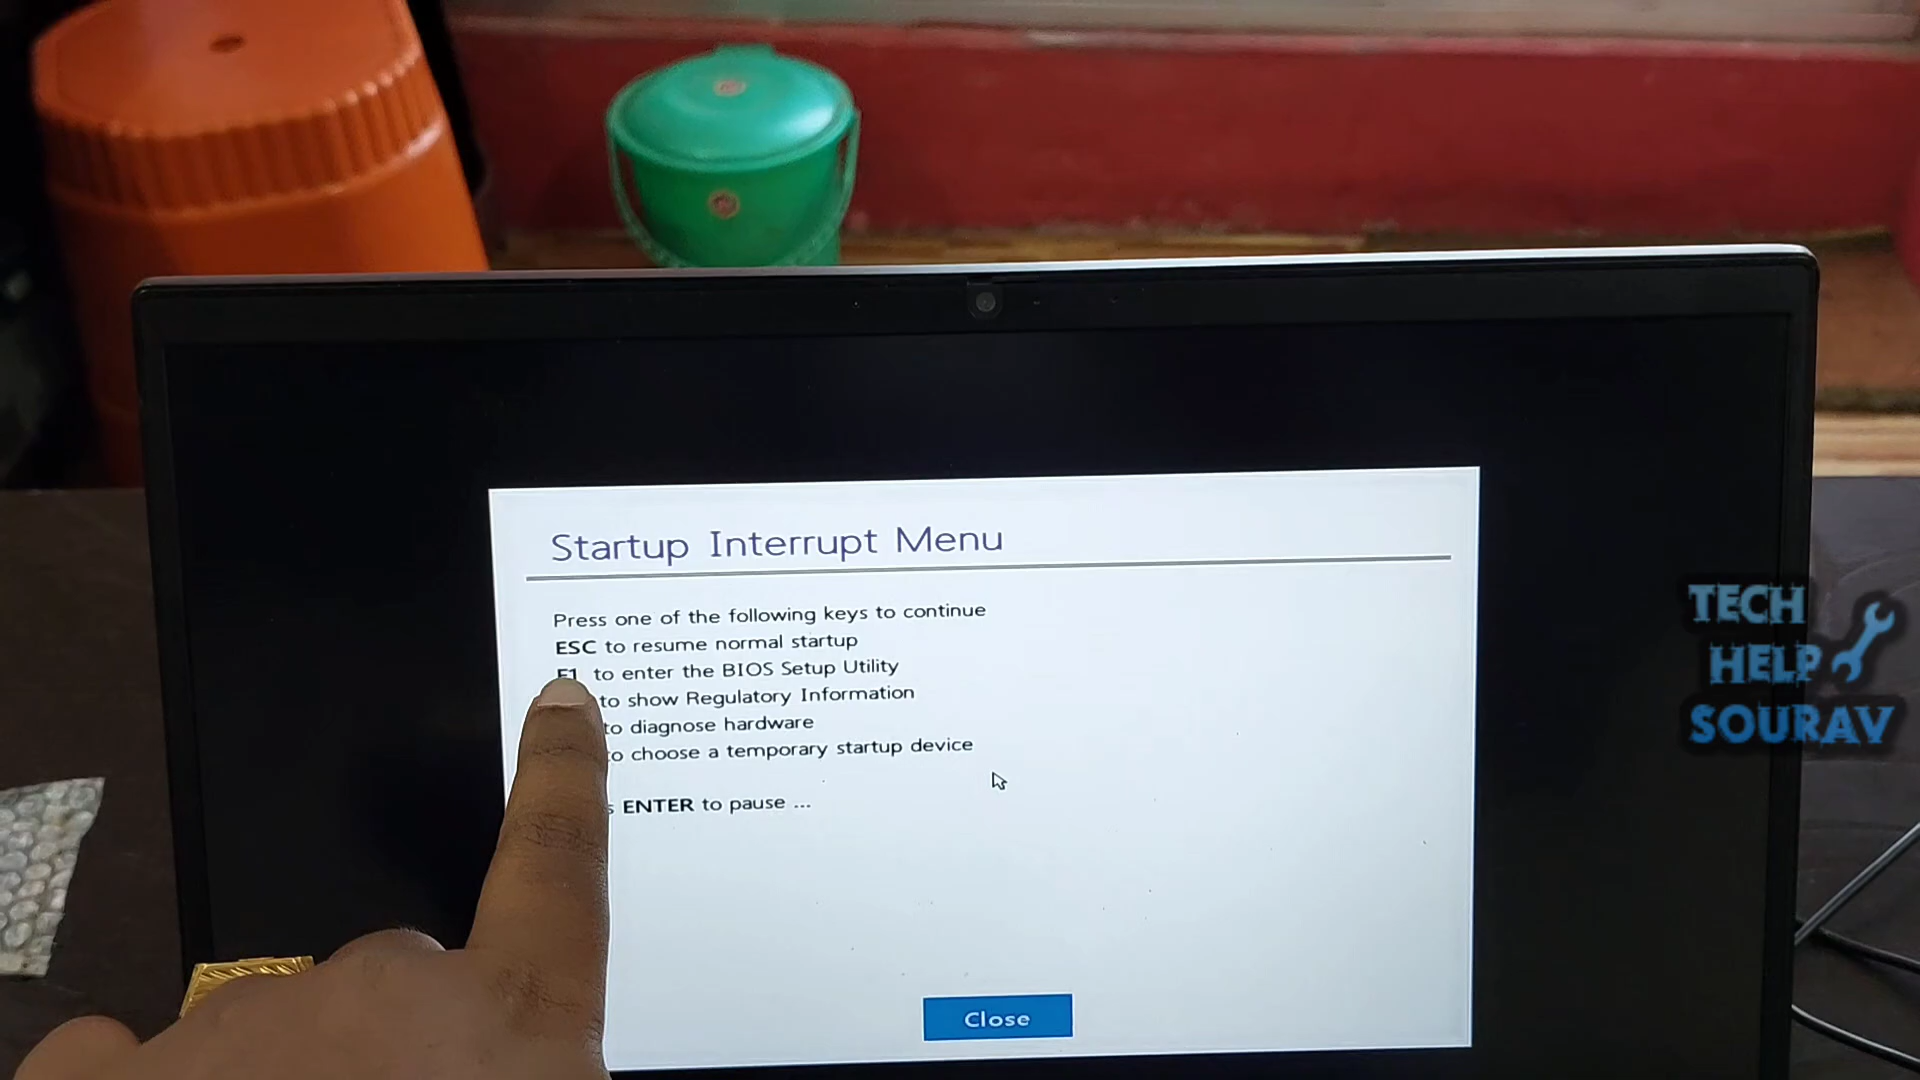 Startup Interrupt Menu
Press one of the following keys to continue
ESC to resume normal startup
F1 to enter the BIOS Setup Utility
to show Regulatory Information
to diagnose hardware
to choose a temporary startup device
ENTER to pause ...
Close
TECH
HELP
SOURAV